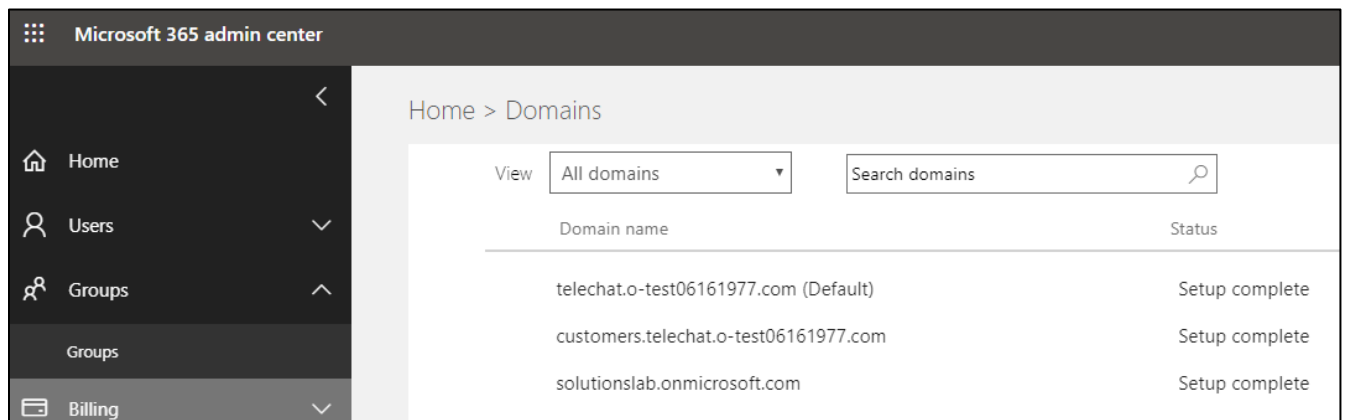 Microsoft 365 admin center
Home > Domains
Home
Users
Groups
Groups
Billing
View All domains Search domains
Domain name Status
telechat.o-test06161977.com (Default) Setup complete
customers.telechat.o-test06161977.com Setup complete
solutionslab.onmicrosoft.com Setup complete